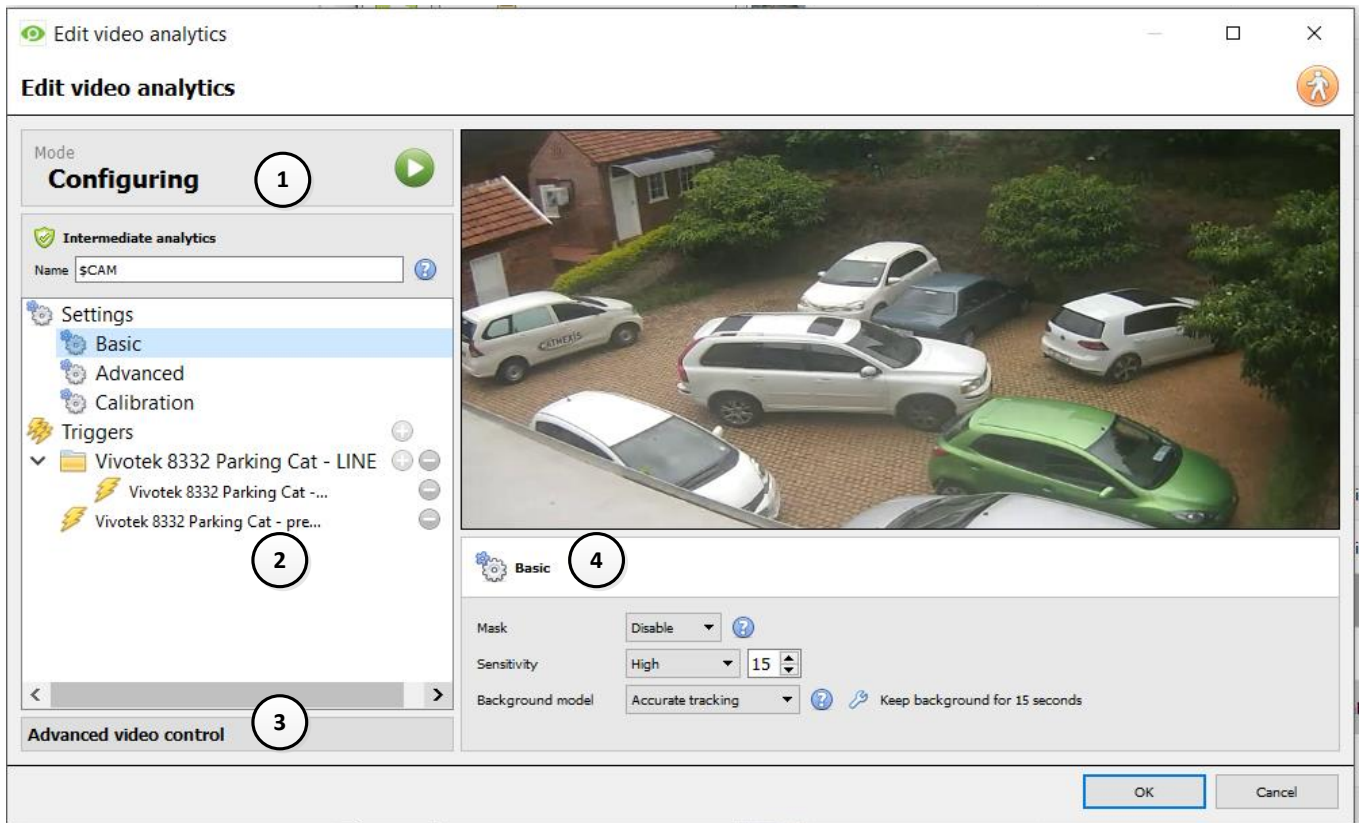 Edit video analytics
Edit video analytics
Mode
Configuring
1
Intermediate analytics
Name $CAM
Settings
Basic
Advanced
Calibration
Triggers
Vivotek 8332 Parking Cat - LINE
Vivotek 8332 Parking Cat -...
Vivotek 8332 Parking Cat - pre...
2
Advanced video control
3
CATHEXIS
Basic
4
Mask Disable
Sensitivity High 15
Background model Accurate tracking Keep background for 15 seconds
OK Cancel